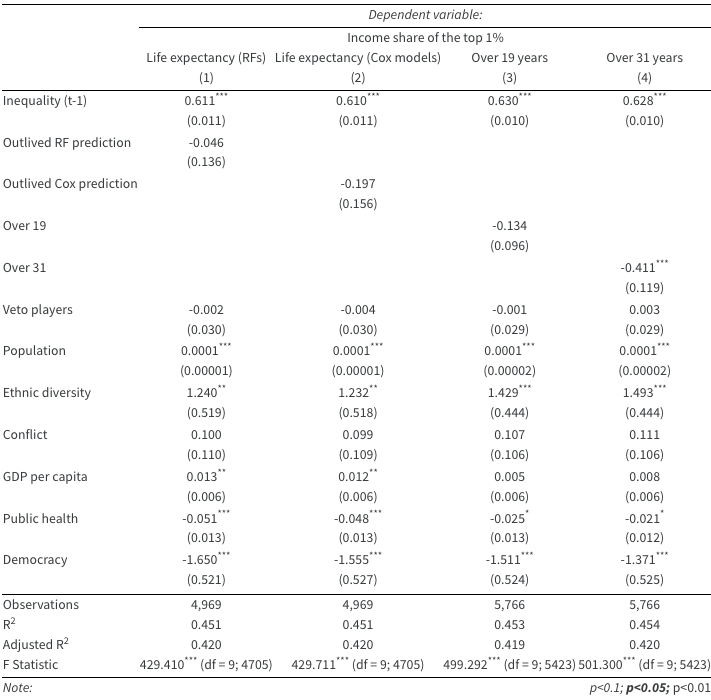 Dependent variable:
Income share of the top 1%
Life expectancy (RFs) Life expectancy (Cox models) Over 19 years Over 31 years
(1) (2) (3) (4)
Inequality (t-1) 0.611*** 0.610*** 0.630*** 0.628***
(0.011) (0.011) (0.010) (0.010)
Outlived RF prediction -0.046
(0.136)
Outlived Cox prediction -0.197
(0.156)
Over 19 -0.134
(0.096)
Over 31 -0.411***
(0.119)
Veto players -0.002 -0.004 -0.001 0.003
(0.030) (0.030) (0.029) (0.029)
Population 0.0001*** 0.0001*** 0.0001*** 0.0001***
(0.00001) (0.00001) (0.00002) (0.00002)
Ethnic diversity 1.240** 1.232** 1.429*** 1.493***
(0.519) (0.518) (0.444) (0.444)
Conflict 0.100 0.099 0.107 0.111
(0.110) (0.109) (0.106) (0.106)
GDP per capita 0.013** 0.012** 0.005 0.008
(0.006) (0.006) (0.006) (0.006)
Public health -0.051*** -0.048*** -0.025* -0.021*
(0.013) (0.013) (0.013) (0.012)
Democracy -1.650*** -1.555*** -1.511*** -1.371***
(0.521) (0.527) (0.524) (0.525)
Observations 4,969 4,969 5,766 5,766
R2 0.451 0.451 0.453 0.454
Adjusted R2 0.420 0.420 0.419 0.420
F Statistic 429.410*** (df = 9; 4705) 429.711*** (df = 9; 4705) 499.292*** (df = 9; 5423) 501.300*** (df = 9; 5423)
Note: p<0.1; p<0.05; p<0.01